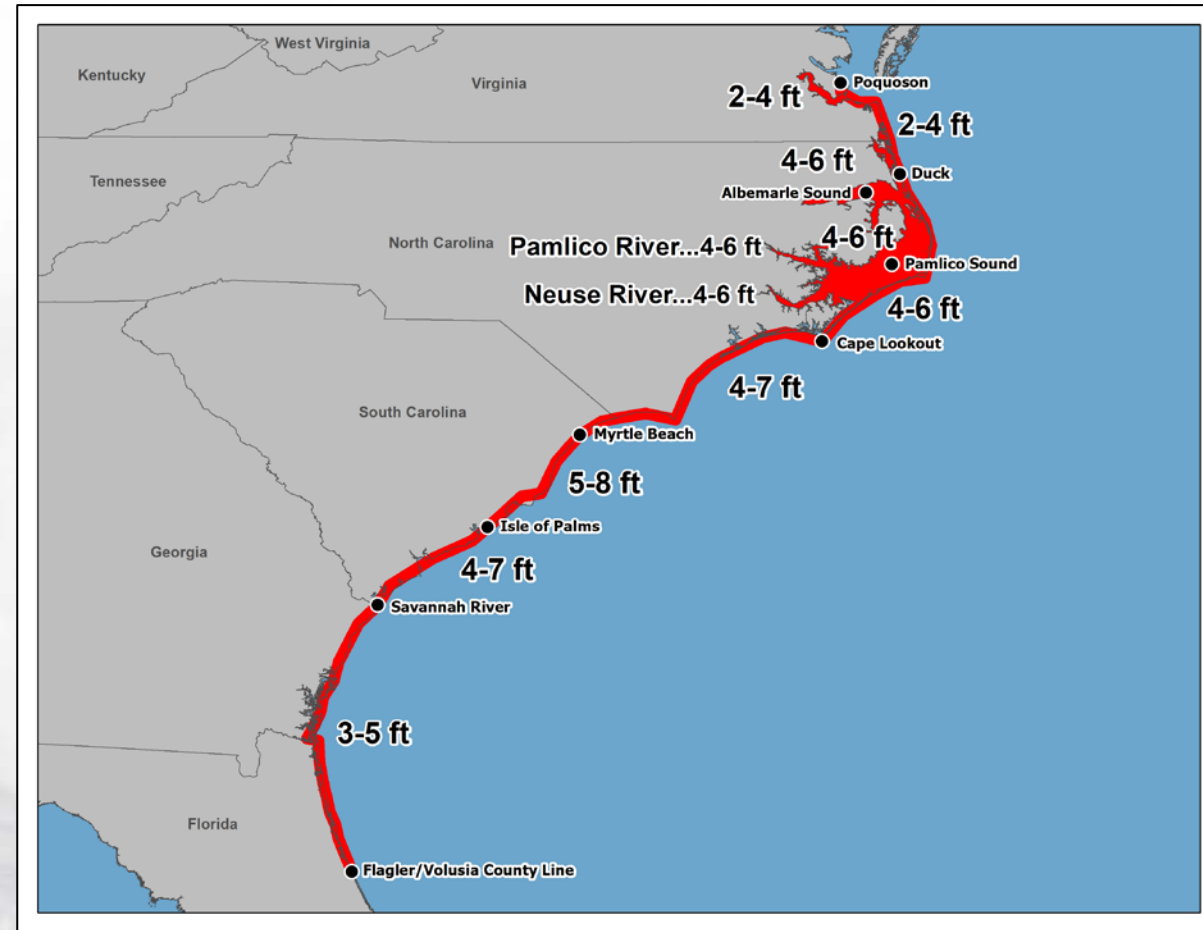 West Virginia
Kentucky
Virginia
Poquoson
2-4 ft
2-4 ft
4-6 ft
Duck
Tennessee
Albemarle Sound
North Carolina
Pamlico River...4-6 ft
4-6 ft
Pamlico Sound
Neuse River...4-6 ft
4-6 ft
Cape Lookout
4-7 ft
South Carolina
Myrtle Beach
5-8 ft
Isle of Palms
Georgia
4-7 ft
Savannah River
3-5 ft
Florida
Flagler/Volusia County Line